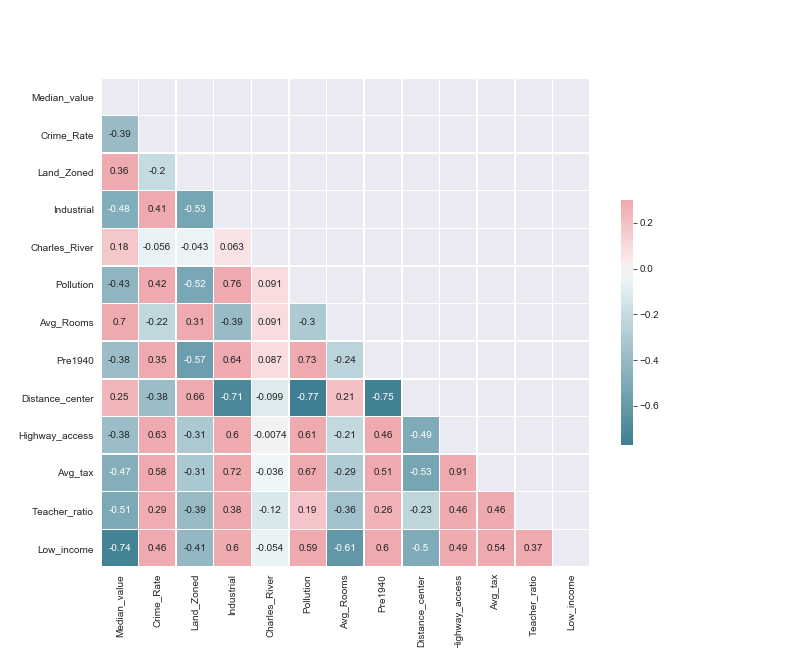 Median_value
Crime_Rate -0.39
Land_Zoned 0.36 -0.2
Industrial -0.48 0.41 -0.53
Charles_River 0.18 -0.056 -0.043 0.063
Pollution -0.43 0.42 -0.52 0.76 0.091
Avg_Rooms 0.7 -0.22 0.31 -0.39 0.091 -0.3
Pre1940 -0.38 0.35 -0.57 0.64 0.087 0.73 -0.24
Distance_center 0.25 -0.38 0.66 -0.71 -0.099 -0.77 0.21 -0.75
Highway_access -0.38 0.63 -0.31 0.6 -0.0074 0.61 -0.21 0.46 -0.49
Avg_tax -0.47 0.58 -0.31 0.72 -0.036 0.67 -0.29 0.51 -0.53 0.91
Teacher_ratio -0.51 0.29 -0.39 0.38 -0.12 0.19 -0.36 0.26 -0.23 0.46 0.46
Low_income -0.74 0.46 -0.41 0.6 -0.054 0.59 -0.61 0.6 -0.5 0.49 0.54 0.37
Median_value
Crime_Rate
Land_Zoned
Industrial
Charles_River
Pollution
Avg_Rooms
Pre1940
Distance_center
Highway_access
Avg_tax
Teacher_ratio
Low_income
0.2
0.0
−0.2
−0.4
−0.6